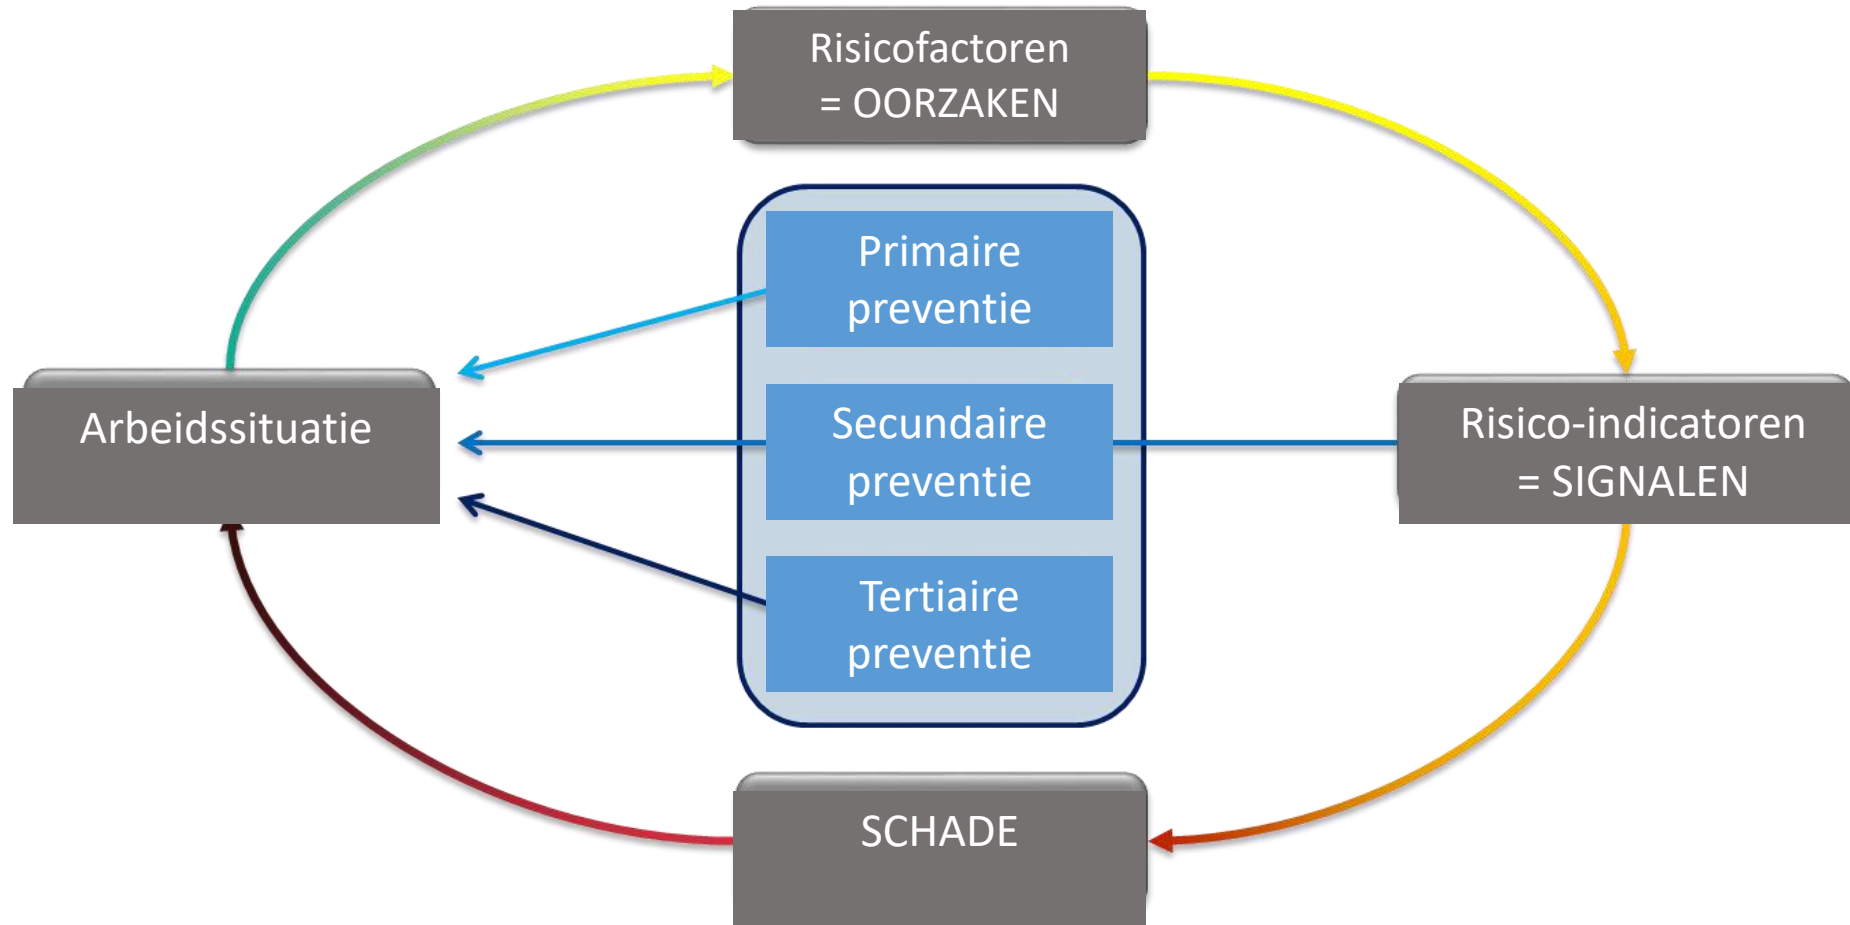 Risicofactoren
= OORZAKEN
Primaire
preventie
Arbeidssituatie
Secundaire
preventie
Risico-indicatoren
= SIGNALEN
Tertiaire
preventie
SCHADE